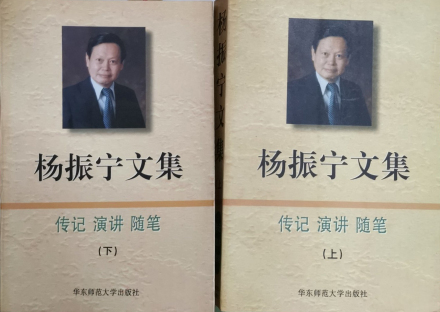 杨振宁文集
传记 演讲 随笔
(下)
华东师范大学出版社
杨振宁文集
杨振宁文集
传记 演讲 随笔
(上)
华东师范大学出版社